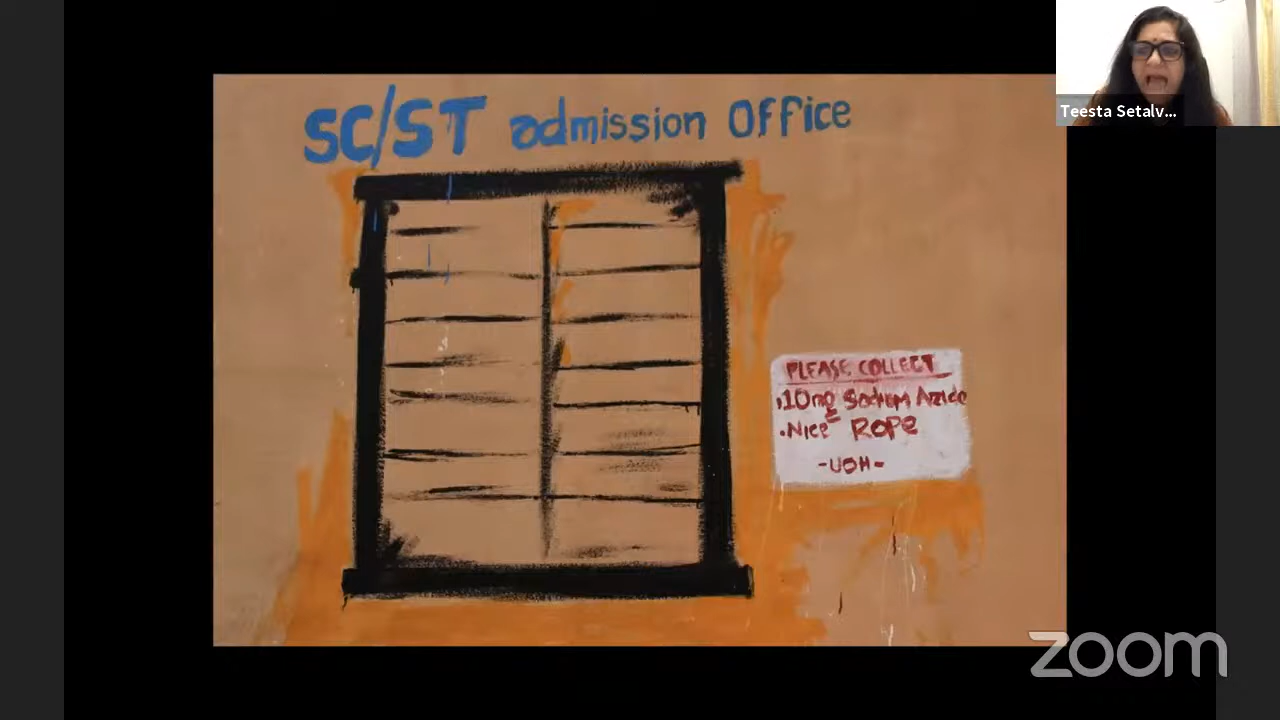 SC/ST admission Office
Teesta Setalv...
PLEASE COLLECT
.10mg Sodium Azide
.Nice ROPE
-UOH-
zoom